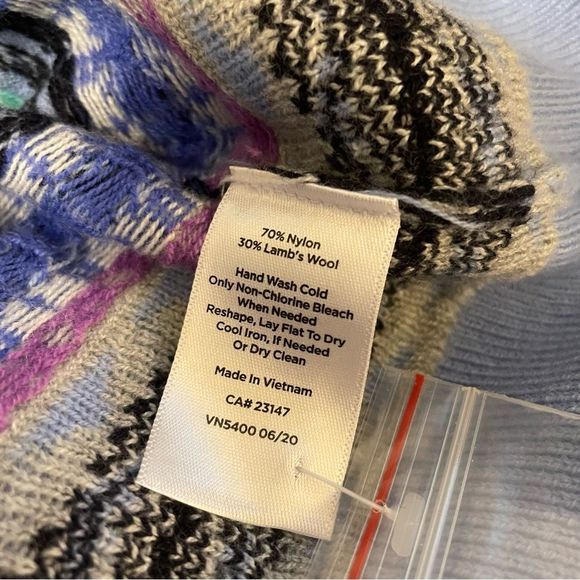 70% Nylon
30% Lamb's Wool
Hand Wash Cold
Only Non-Chlorine Bleach
When Needed
Reshape, Lay Flat To Dry
Cool Iron, If Needed
Or Dry Clean
Made In Vietnam
CA# 23147
VN5400 06/20